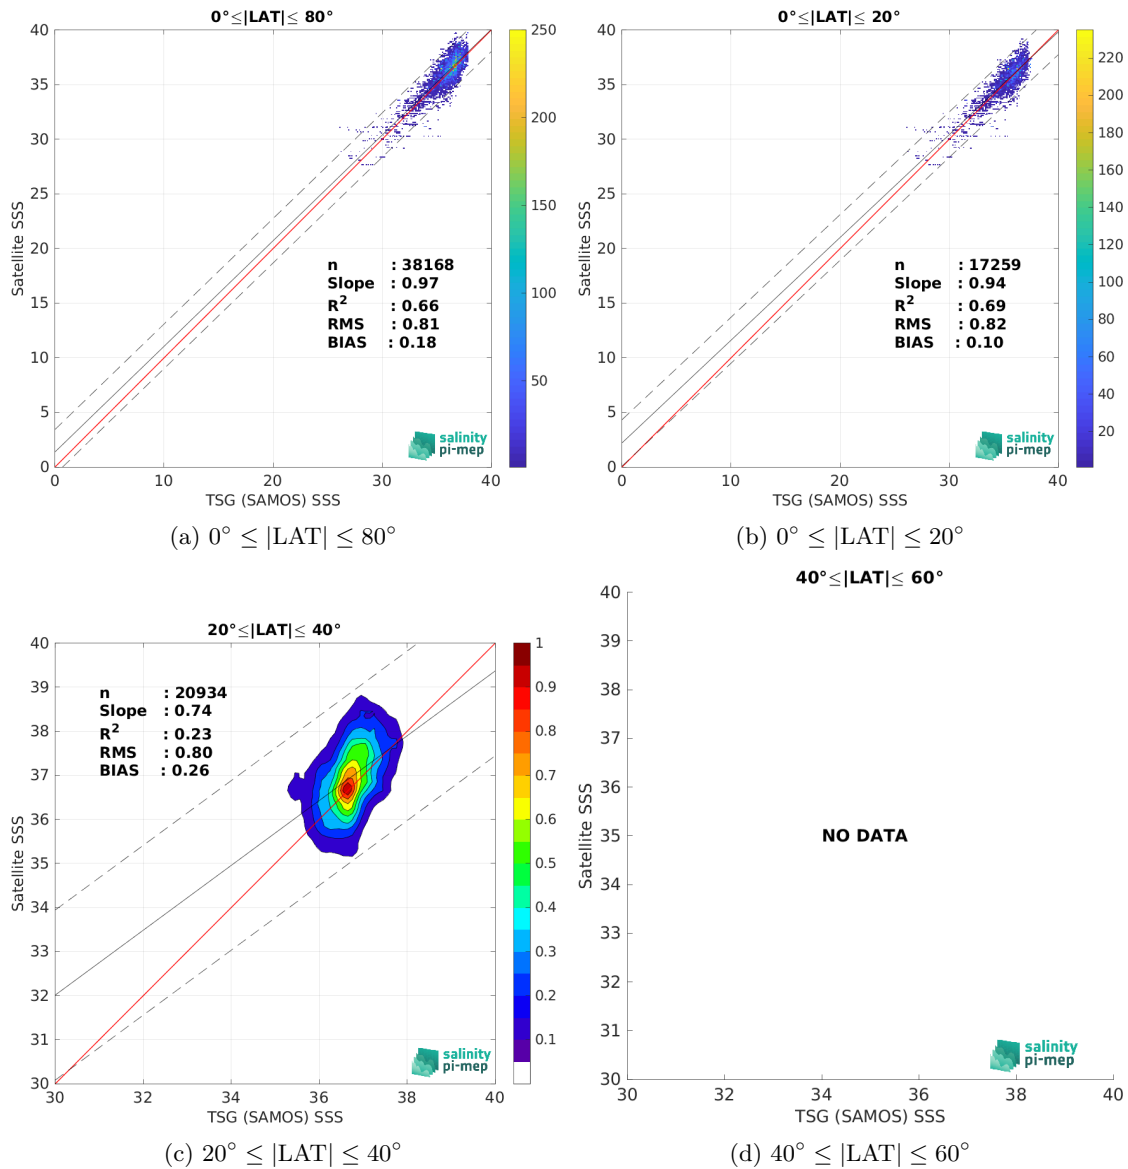 0°≤|LAT|≤ 80°
40
35
30
25
20
15
10
5
0
Satellite SSS
n : 38168
Slope : 0.97
R² : 0.66
RMS : 0.81
BIAS : 0.18
salinity
pi-mep
0 10 20 30 40
TSG (SAMOS) SSS
250
200
150
100
50
(a) 0° ≤ |LAT| ≤ 80°
0°≤|LAT|≤ 20°
40
35
30
25
20
15
10
5
0
Satellite SSS
n : 17259
Slope : 0.94
R² : 0.69
RMS : 0.82
BIAS : 0.10
salinity
pi-mep
0 10 20 30 40
TSG (SAMOS) SSS
220
200
180
160
140
120
100
80
60
40
20
(b) 0° ≤ |LAT| ≤ 20°
20°≤|LAT|≤ 40°
40
39
38
37
36
35
34
33
32
31
30
Satellite SSS
n : 20934
Slope : 0.74
R² : 0.23
RMS : 0.80
BIAS : 0.26
salinity
pi-mep
30 32 34 36 38 40
TSG (SAMOS) SSS
1
0.9
0.8
0.7
0.6
0.5
0.4
0.3
0.2
0.1
(c) 20° ≤ |LAT| ≤ 40°
40°≤|LAT|≤ 60°
40
39
38
37
36
35
34
33
32
31
30
Satellite SSS
NO DATA
salinity
pi-mep
30 32 34 36 38 40
TSG (SAMOS) SSS
(d) 40° ≤ |LAT| ≤ 60°